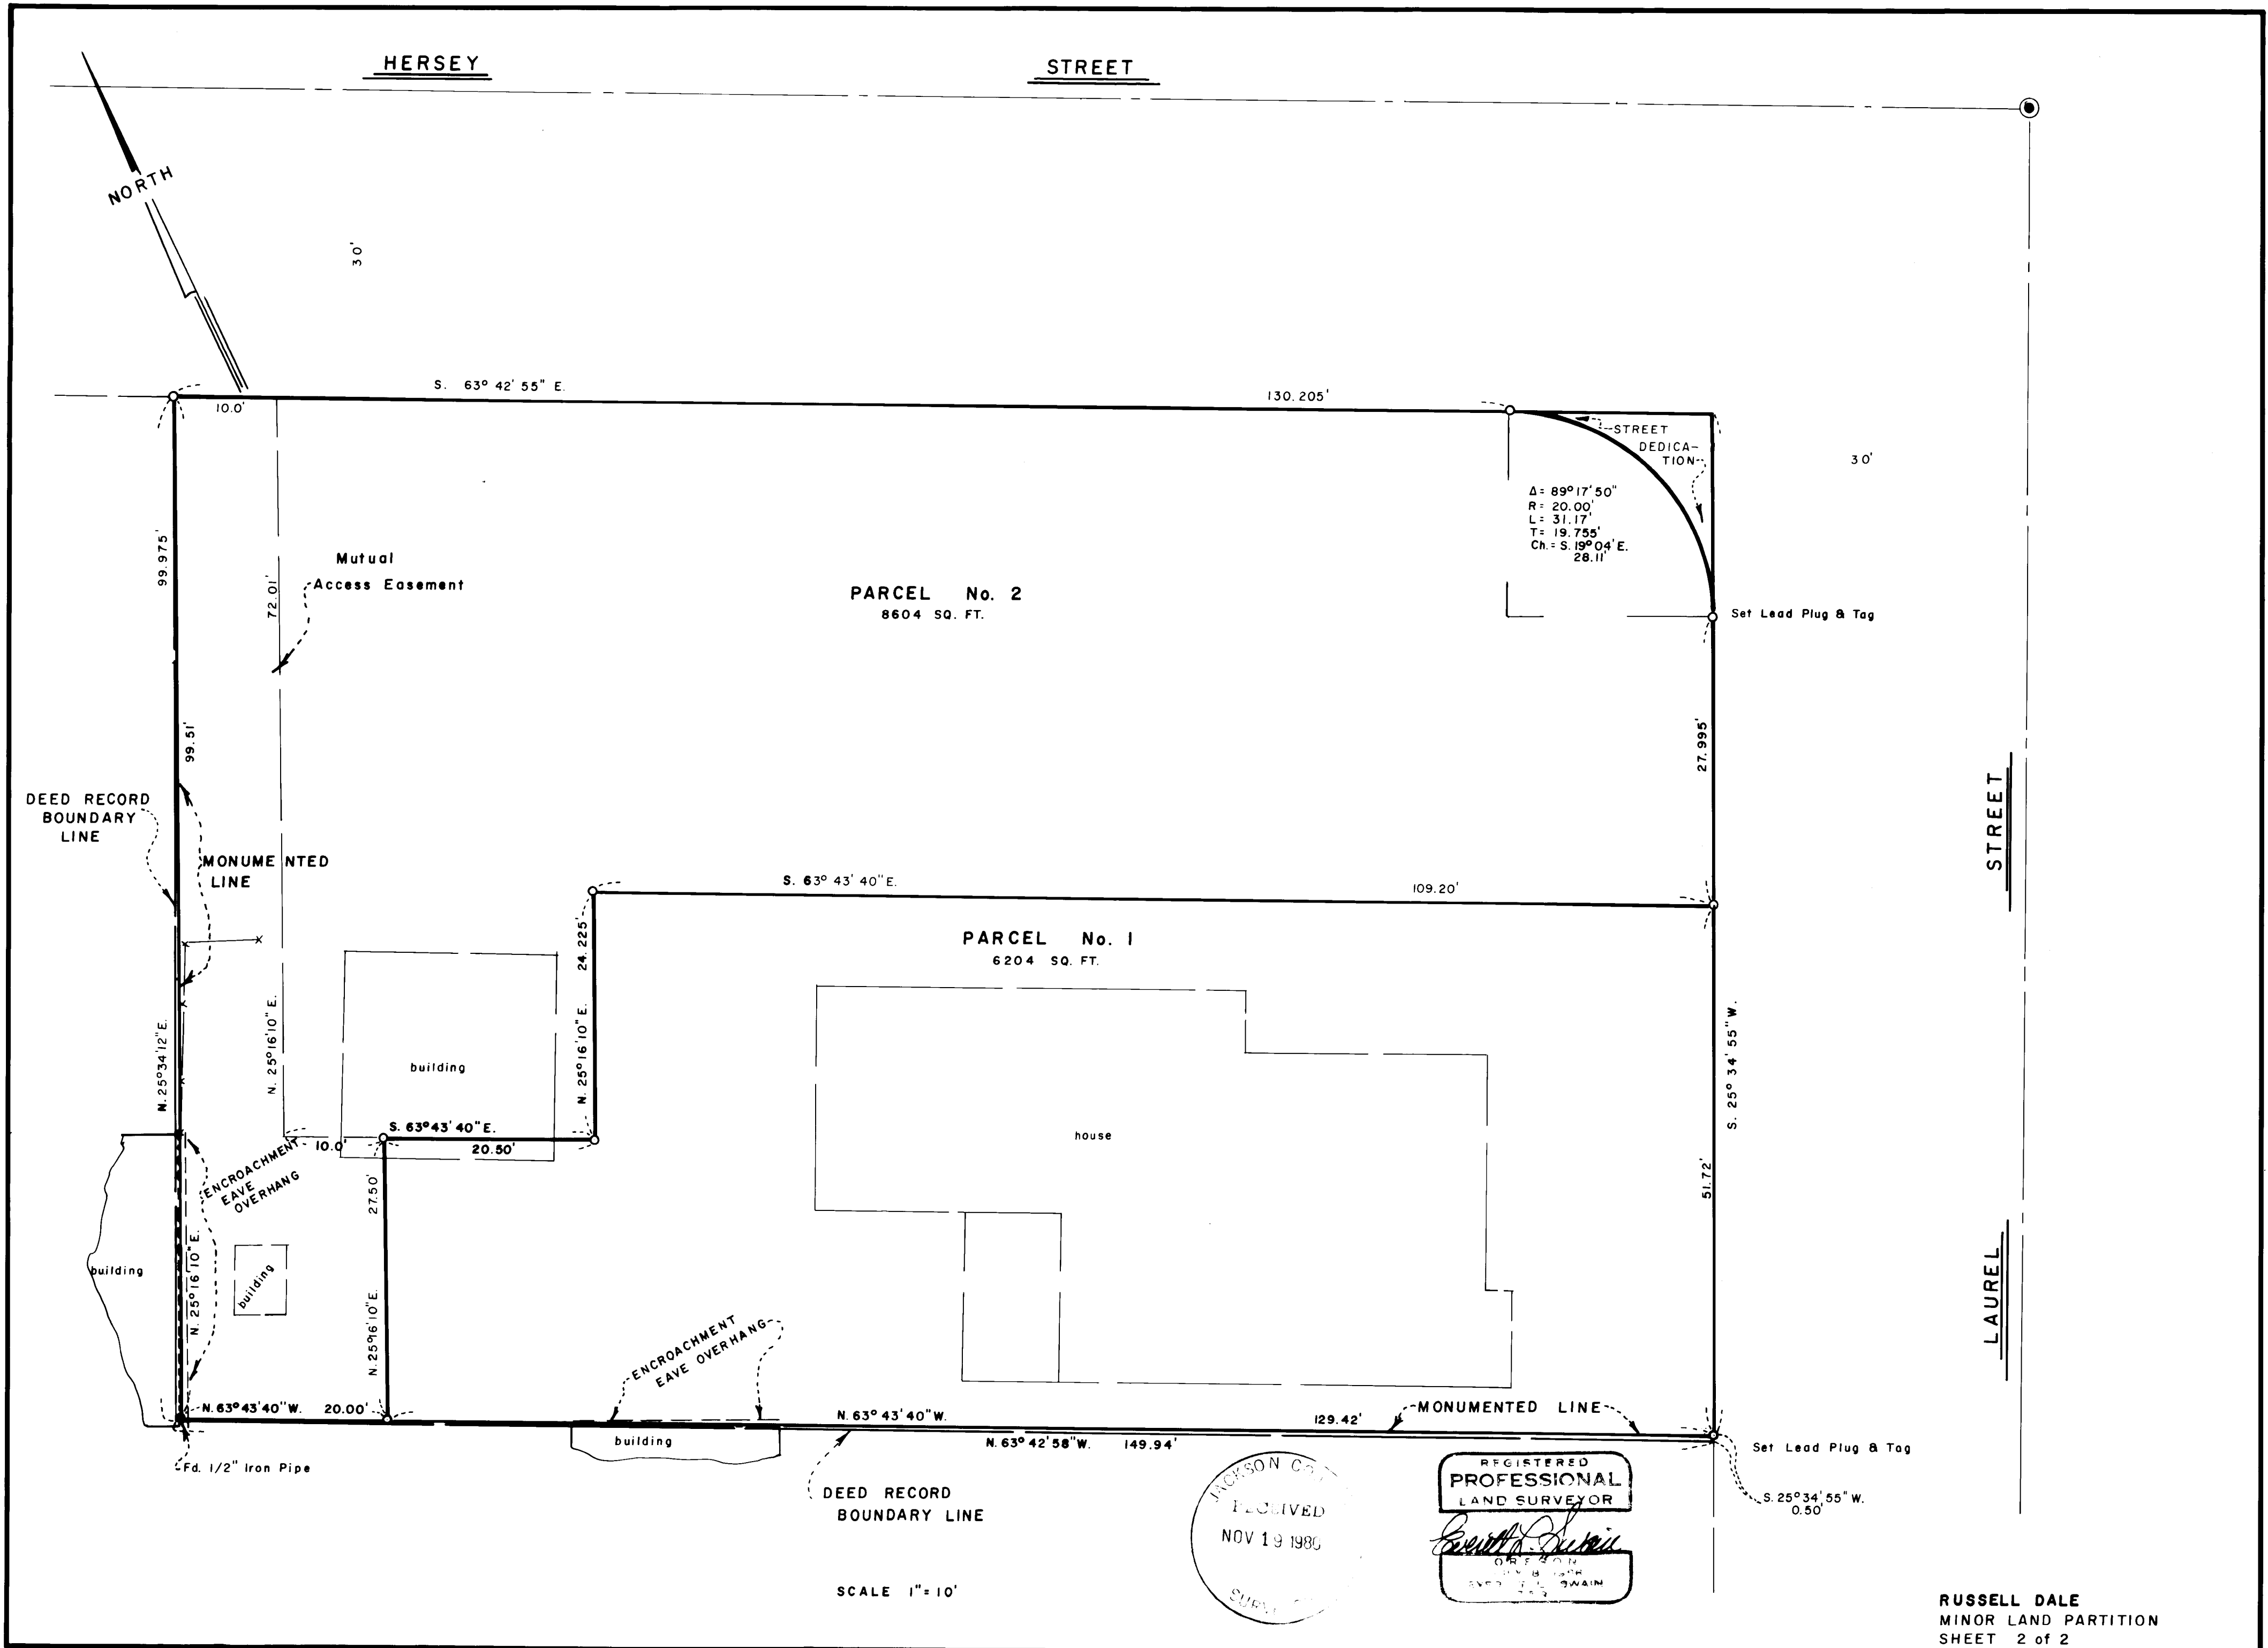 HERSEY STREET
NORTH
30'
S. 63° 42' 55" E.
130.205'
10.0'
STREET
DEDICA-
TION
30'
Δ= 89°17'50"
R= 20.00'
L= 31.17'
T= 19.755'
Ch.= S. 19° 04' E.
28.11'
99.975'
Mutual
Access Easement
72.01'
PARCEL No. 2
8604 SQ. FT.
Set Lead Plug & Tag
99.51'
27.995'
DEED RECORD
BOUNDARY
LINE
MONUMENTED
LINE
STREET
S. 63° 43' 40" E.
109.20'
24.225'
PARCEL No. 1
6204 SQ. FT.
N. 25°34'12" E.
N. 25°16'10" E.
building
N. 25°16'10" E.
S. 25° 34' 55" W.
S. 63°43'40" E.
10.0'
20.50'
house
ENCROACHMENT
EAVE
OVERHANG
27.50'
51.72'
building
N. 25°16'10" E.
building
N. 25°16'10" E.
LAUREL
ENCROACHMENT
EAVE OVERHANG
N. 63°43'40" W. 20.00'
N. 63° 43' 40" W.
129.42'
MONUMENTED LINE
building
N. 63° 42' 58" W. 149.94'
Set Lead Plug & Tag
Fd. 1/2" Iron Pipe
S. 25°34'55" W.
0.50'
DEED RECORD
BOUNDARY LINE
JACKSON
RECEIVED
NOV 19 1980
REGISTERED
PROFESSIONAL
LAND SURVEYOR
Everett L. Swain
OREGON
SWAIN
SCALE 1"= 10'
RUSSELL DALE
MINOR LAND PARTITION
SHEET 2 of 2